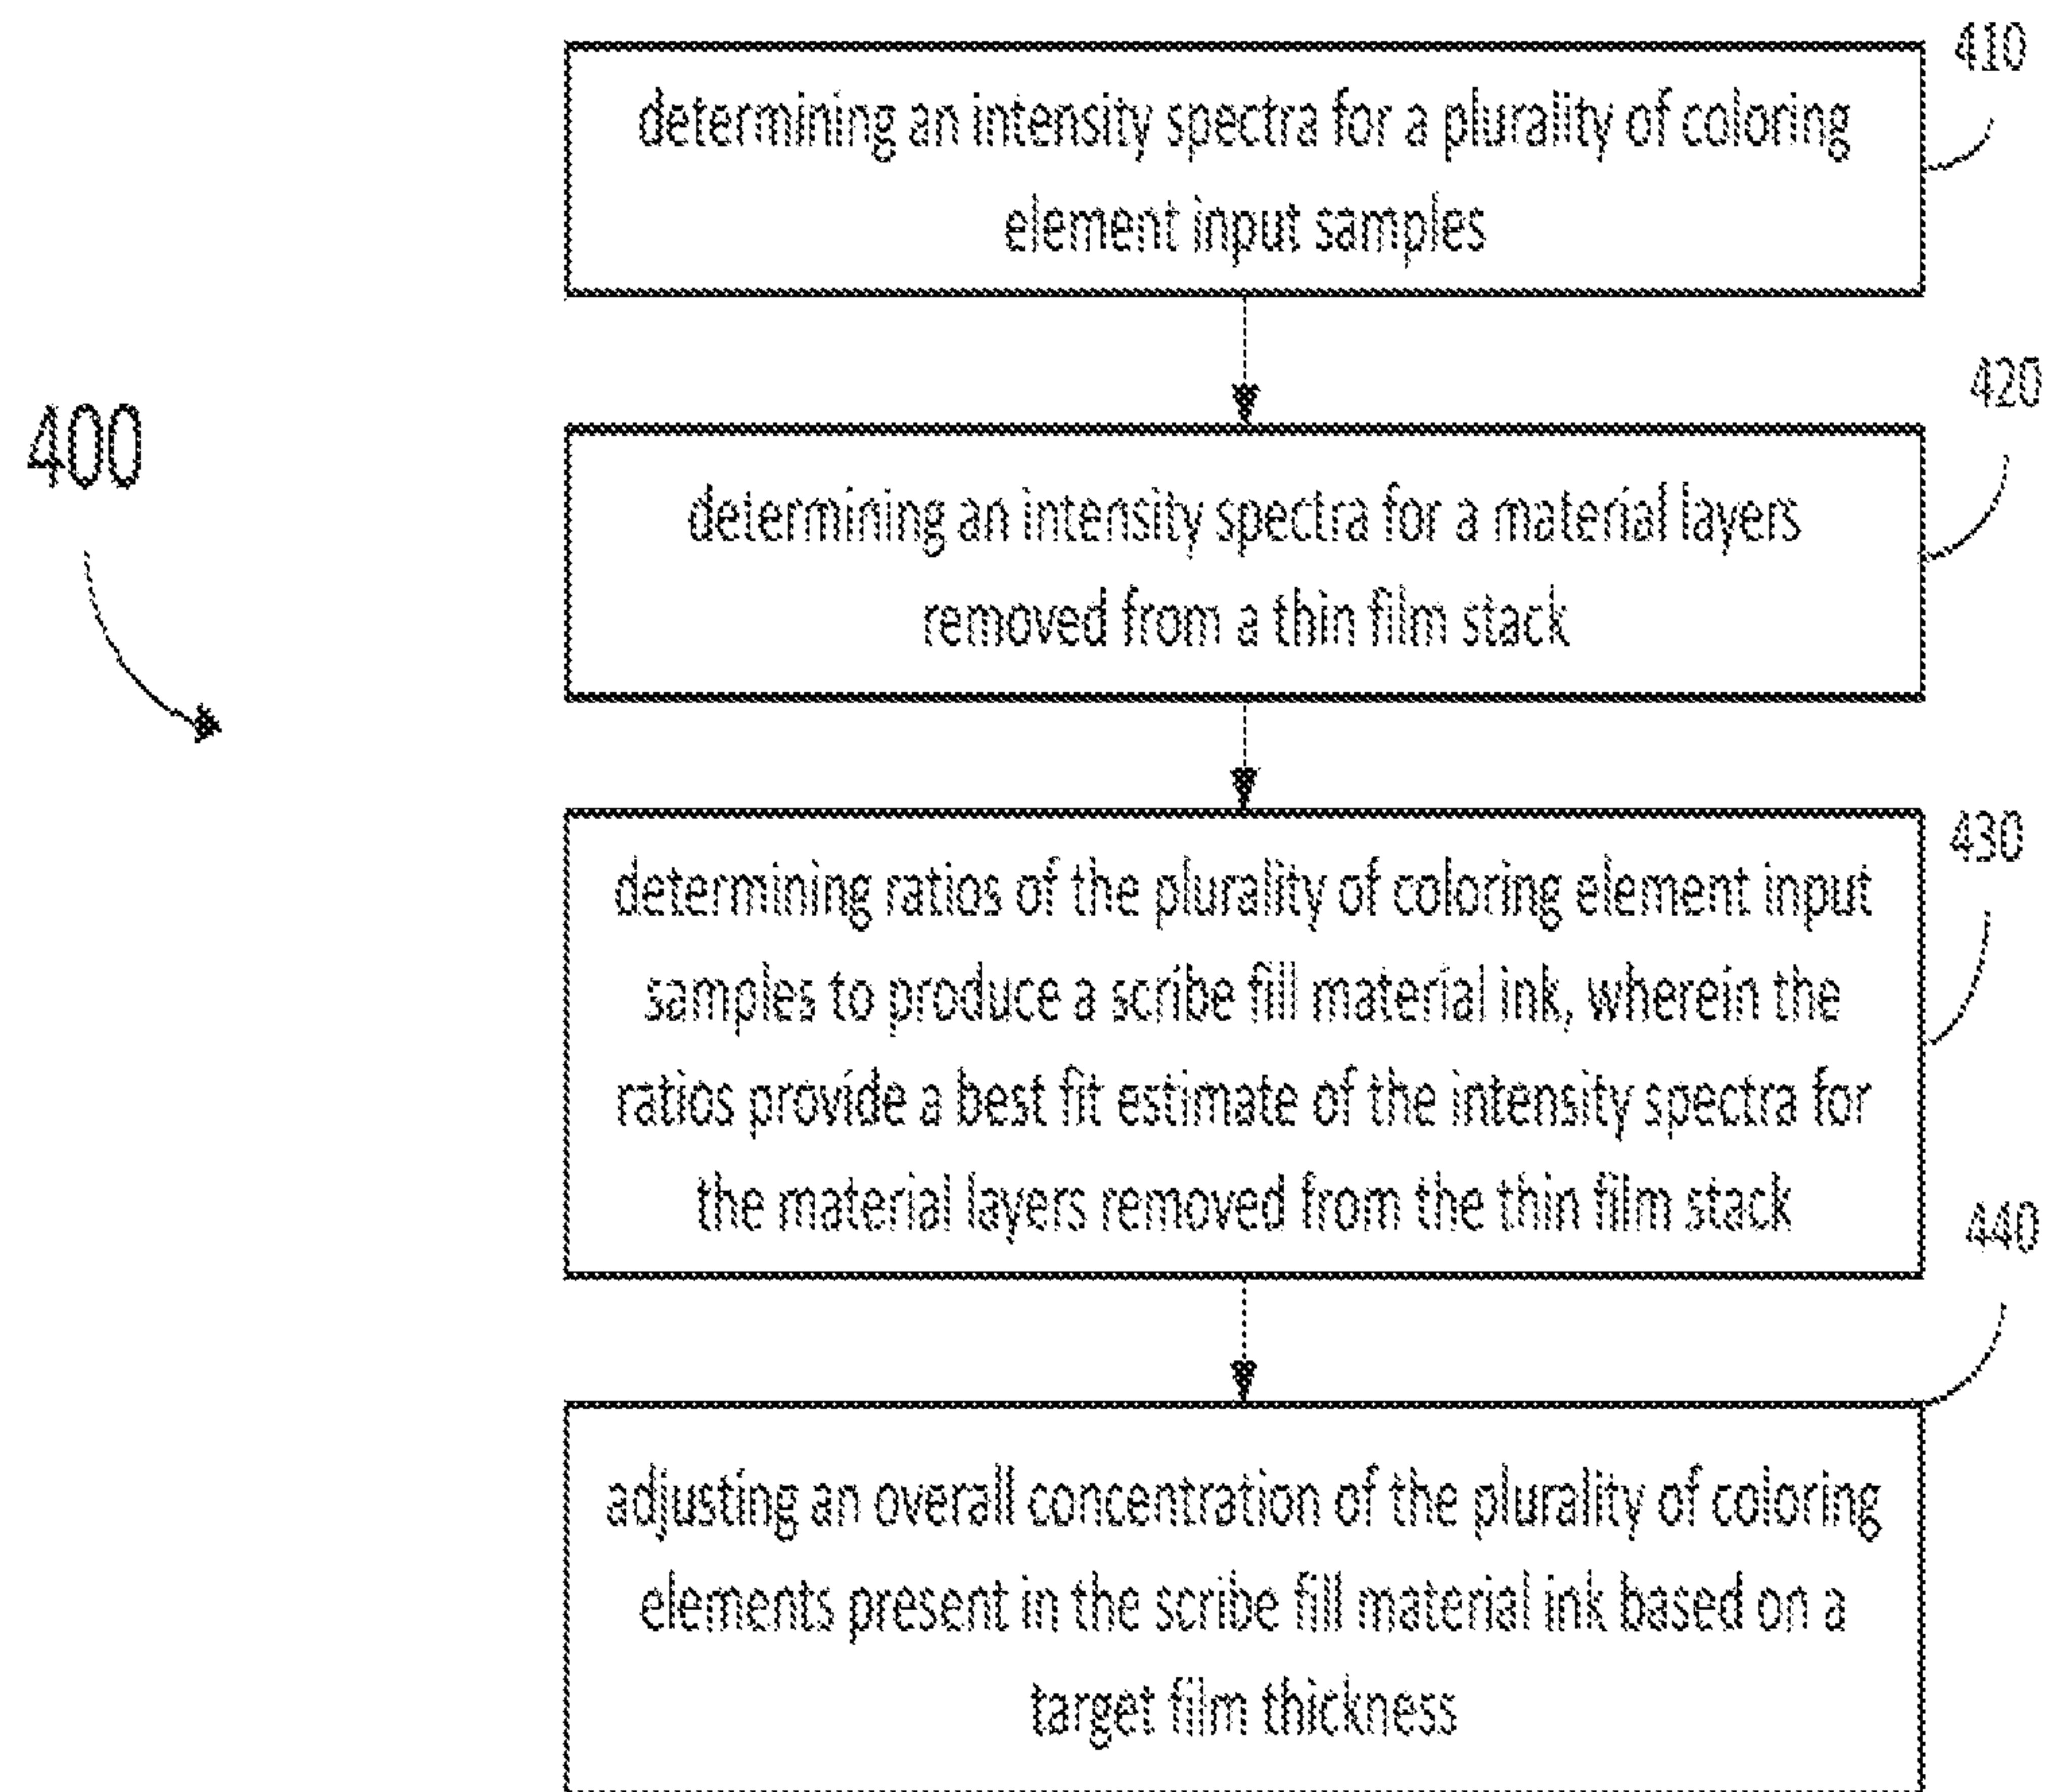 410
determining an intensity spectra for a plurality of coloring
element input samples
420
400
determining an intensity spectra for a material layers
removed from a thin film stack
430
determining ratios of the plurality of coloring element input
samples to produce a scribe fill material ink, wherein the
ratios provide a best fit estimate of the intensity spectra for
the material layers removed from the thin film stack
440
adjusting an overall concentration of the plurality of coloring
elements present in the scribe fill material ink based on a
target film thickness